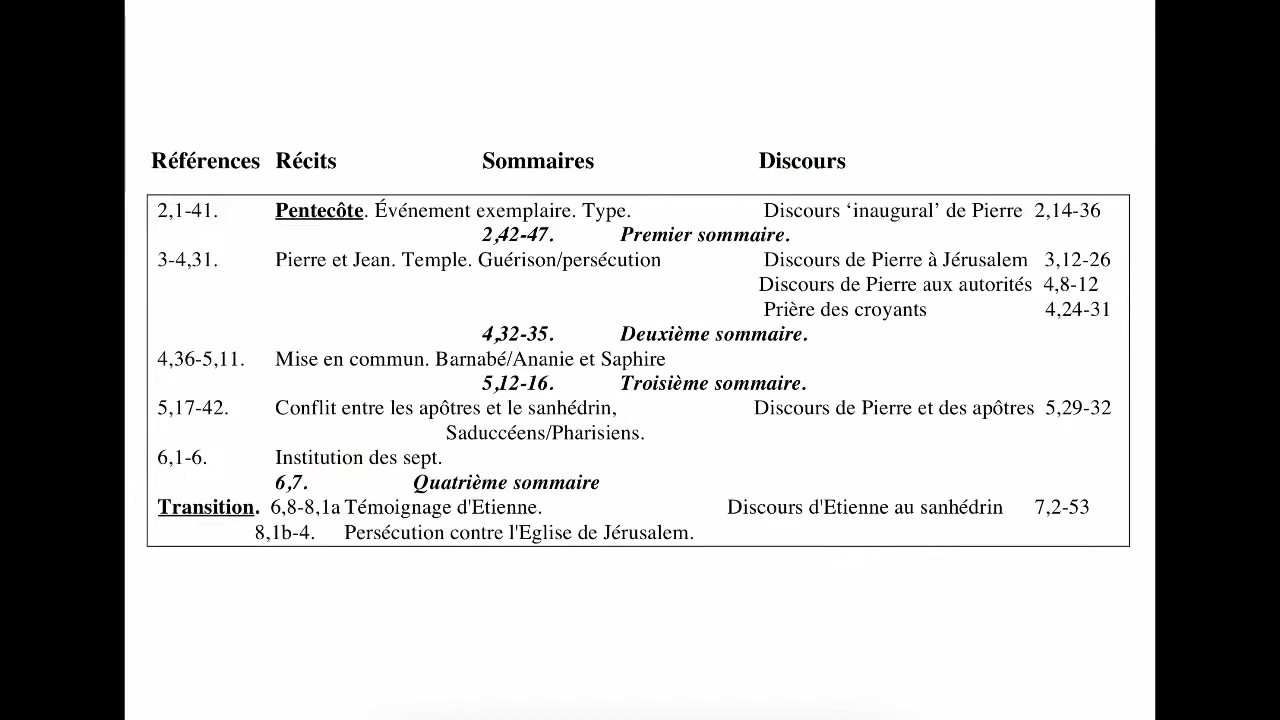 Références Récits Sommaires Discours
2,1-41. Pentecôte. Événement exemplaire. Type. Discours ‘inaugural’ de Pierre 2,14-36
2,42-47. Premier sommaire.
3-4,31. Pierre et Jean. Temple. Guérison/persécution Discours de Pierre à Jérusalem 3,12-26
Discours de Pierre aux autorités 4,8-12
Prière des croyants 4,24-31
4,32-35. Deuxième sommaire.
4,36-5,11. Mise en commun. Barnabé/Ananie et Saphire
5,12-16. Troisième sommaire.
5,17-42. Conflit entre les apôtres et le sanhédrin, Discours de Pierre et des apôtres 5,29-32
Saduccéens/Pharisiens.
6,1-6. Institution des sept.
6,7. Quatrième sommaire
Transition. 6,8-8,1a Témoignage d'Etienne. Discours d'Etienne au sanhédrin 7,2-53
8,1b-4. Persécution contre l'Eglise de Jérusalem.